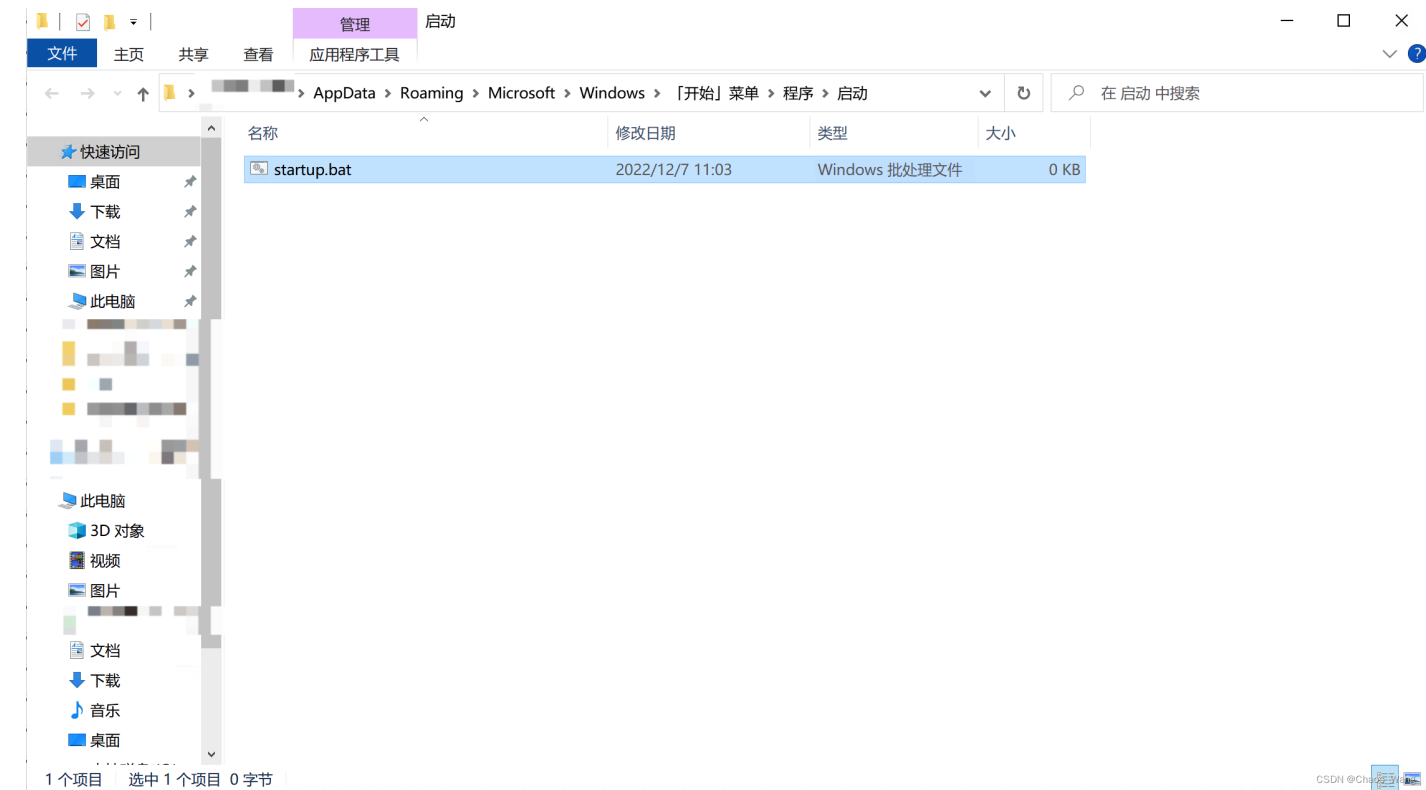 管理
启动
文件 主页 共享 查看 应用程序工具
AppData > Roaming > Microsoft > Windows > 「开始」菜单 > 程序 > 启动
在 启动 中搜索
名称 修改日期 类型 大小
startup.bat 2022/12/7 11:03 Windows 批处理文件 0 KB
快速访问
桌面
下载
文档
图片
此电脑
此电脑
3D 对象
视频
图片
文档
下载
音乐
桌面
1 个项目 选中 1 个项目 0 字节
CSDN @Chaos_Wang